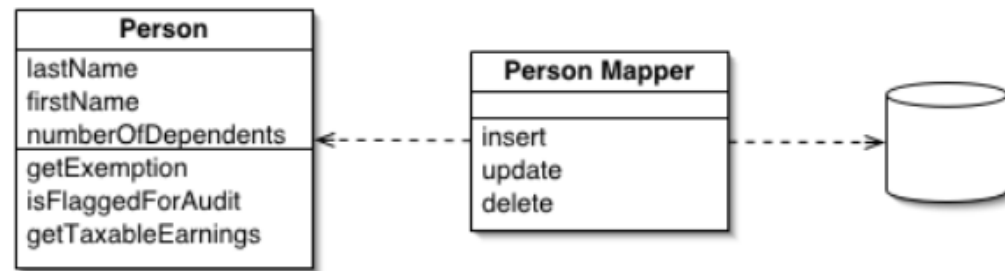 Person
lastName
firstName
numberOfDependents
getExemption
isFlaggedForAudit
getTaxableEarnings
Person Mapper
insert
update
delete